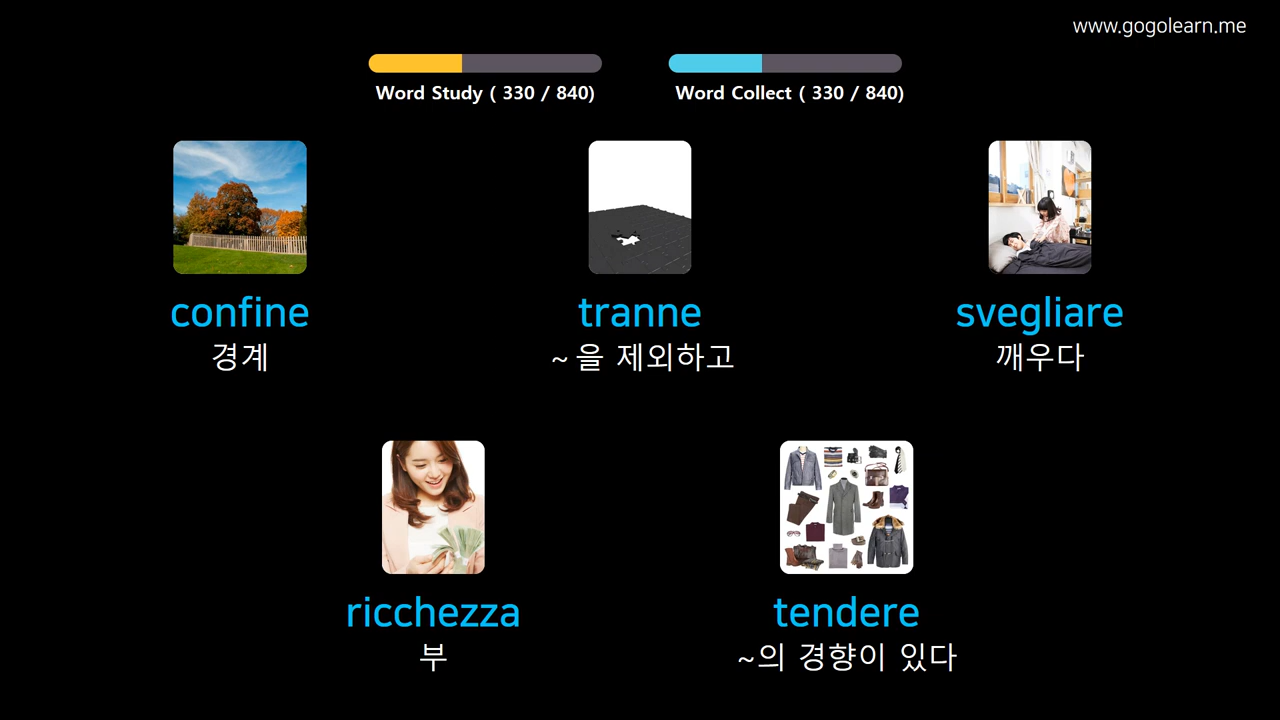 www.gogolearn.me
Word Study ( 330 / 840)
Word Collect ( 330 / 840)
confine
경계
tranne
~ 을 제외하고
svegliare
깨우다
ricchezza
부
tendere
~의 경향이 있다